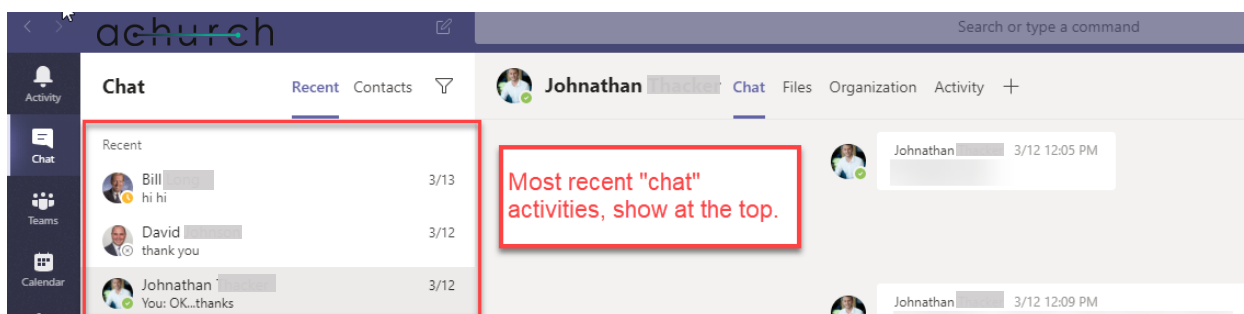 achurch
Search or type a command
Activity
Chat
Teams
Calendar
Chat Recent Contacts
Recent
Bill 3/13
hi hi
David 3/12
thank you
Johnathan 3/12
You: OK...thanks
Johnathan Chat Files Organization Activity
Most recent "chat"
activities, show at the top.
Johnathan 3/12 12:05 PM
Johnathan 3/12 12:09 PM